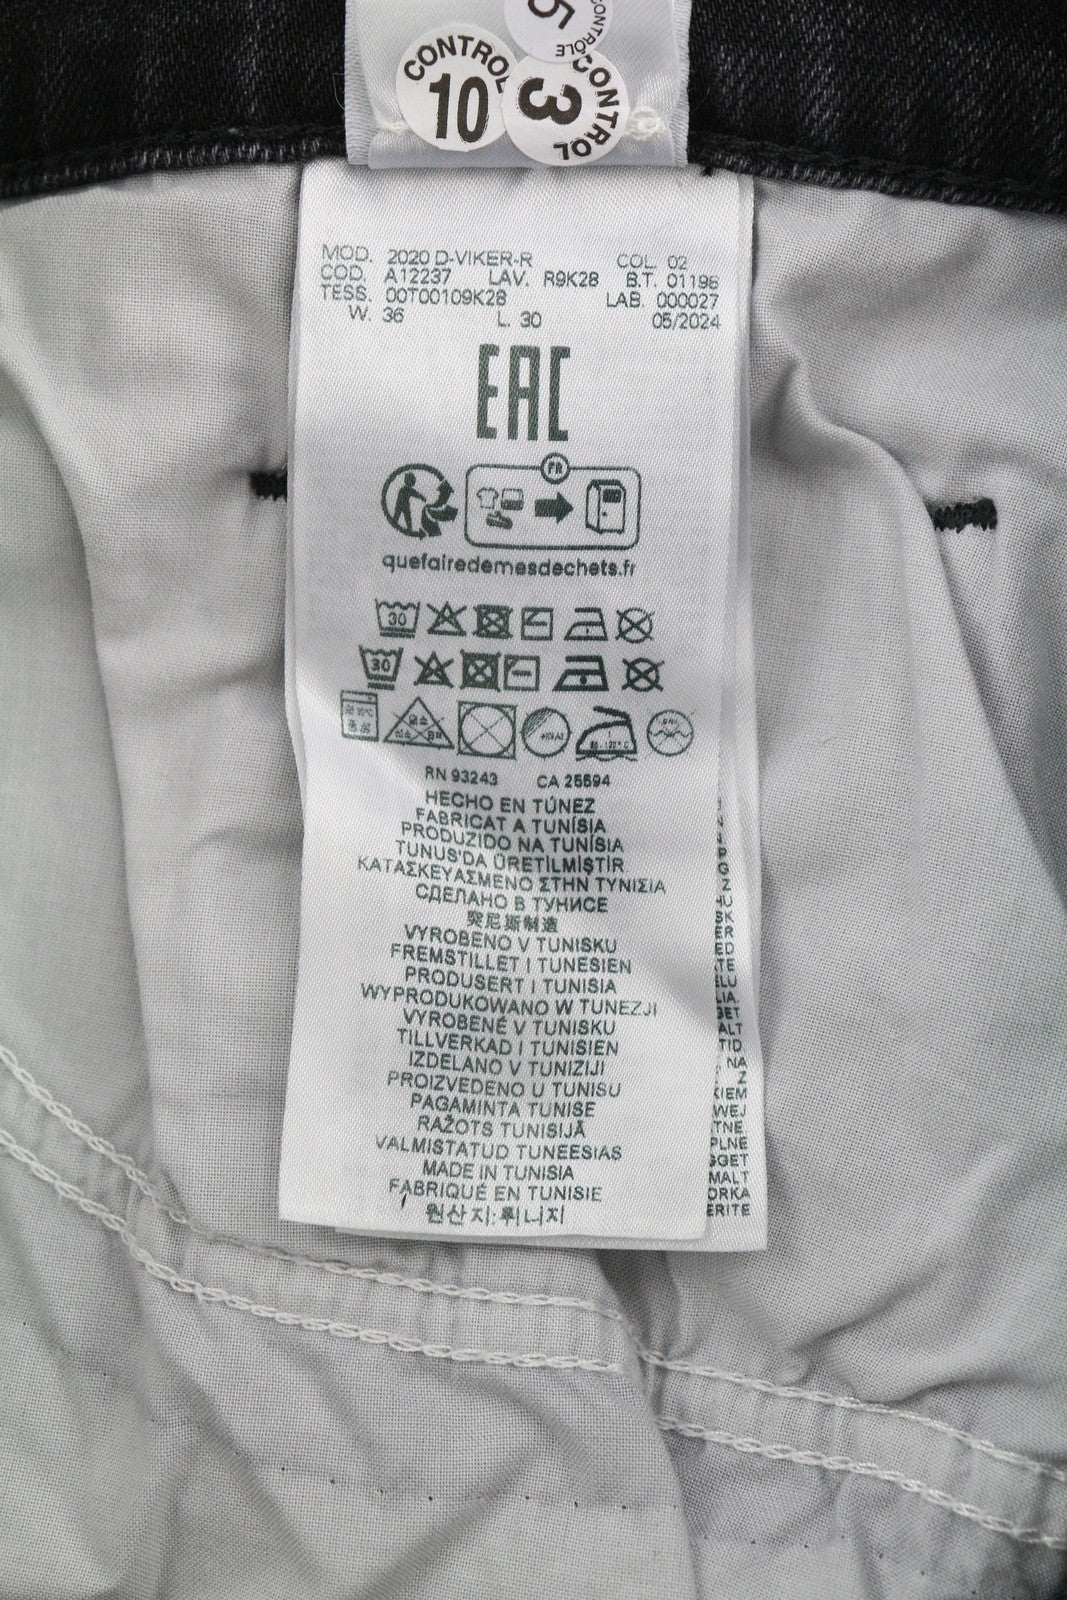 5
CONTRÔLE
CONTROL
10
3
CONTROL
MOD. 2020 D-VIKER-R COL. 02
COD. A12237 LAV. R9K28 B.T. 01198
TESS. 00T00109K28 LAB. 000027
W. 36 L. 30 05/2024
EAC
FR
quefairedemesdechets.fr
30
30
RN 93243 CA 25594
HECHO EN TÚNEZ
FABRICAT A TUNÍSIA
PRODUZIDO NA TUNÍSIA
TUNUS'DA ÜRETİLMİŞTİR
ΚΑΤΑΣΚΕΥΑΣΜΕΝΟ ΣΤΗΝ ΤΥΝΙΣΙΑ
СДЕЛАНО В ТУНИСЕ
突尼斯制造
VYROBENO V TUNISKU
FREMSTILLET I TUNESIEN
PRODUSERT I TUNISIA
WYPRODUKOWANO W TUNEZJI
VYROBENÉ V TUNISKU
TILLVERKAD I TUNISIEN
IZDELANO V TUNIZIJI
PROIZVEDENO U TUNISU
PAGAMINTA TUNISE
RAŽOTS TUNISIJĀ
VALMISTATUD TUNEESIAS
MADE IN TUNISIA
FABRIQUÉ EN TUNISIE
원산지:튀니지